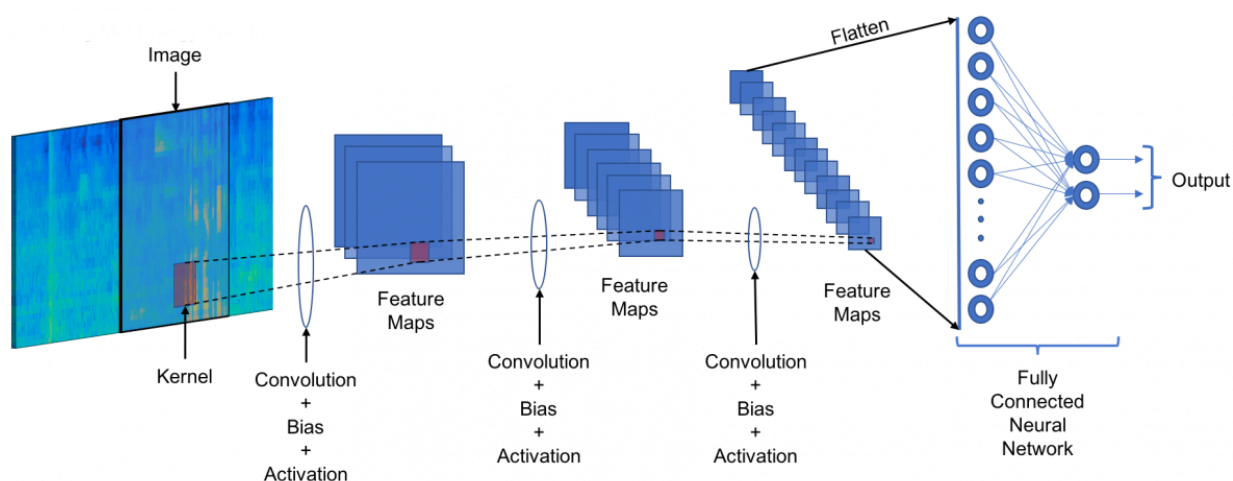 Image
Kernel
Convolution
+
Bias
+
Activation
Feature
Maps
Convolution
+
Bias
+
Activation
Feature
Maps
Convolution
+
Bias
+
Activation
Feature
Maps
Flatten
Fully
Connected
Neural
Network
Output